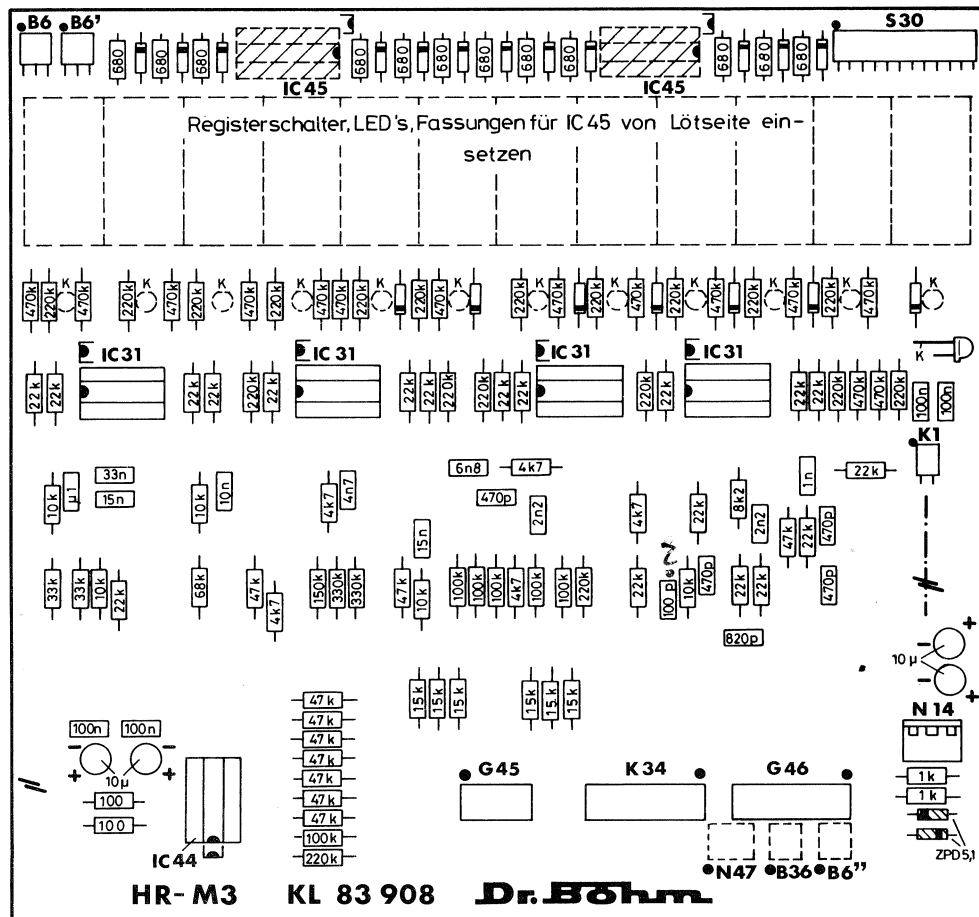 B6 B6' S30
680 680 680 680 680 680 680 680 680 680 680 680
IC45 IC45
Registerschalter, LED's, Fassungen für IC45 von Lötseite ein-
setzen
K K K K K K K K K K K
470k 220k 470k 220k 470k 220k 470k 220k 470k 470k 220k 220k 470k 220k 470k 220k 470k 220k 470k 220k 470k 220k 470k
IC31 IC31 IC31 IC31
K
22k 22k 22k 22k 220k 22k 22k 22k 220k 220k 22k 22k 220k 22k 22k 22k 220k 470k 470k 220k 100n 100n
K1
33n 6n8 4k7 1n 22k
10k µ1 15n 10k 10n 4k7 4n7 470p 2n2 4k7 22k 8k2 2n2 47k 22k 470p
15n
33k 33k 10k 22k 68k 47k 4k7 150k 330k 330k 47k 10k 100k 100k 100k 4k7 100k 100k 220k 22k 100p ? 10k 470p 22k 22k 470p
820p
+
- 10µ
-
+
15k 15k 15k 15k 15k 15k
N14
47k
47k
47k
47k
47k
47k
47k
100k
220k
100n 100n
- -
+ 10µ +
100
100
IC44
G45 K34 G46
1k
1k
ZPD5,1
N47 B36 B6"
HR-M3 KL 83 908 Dr.Böhm